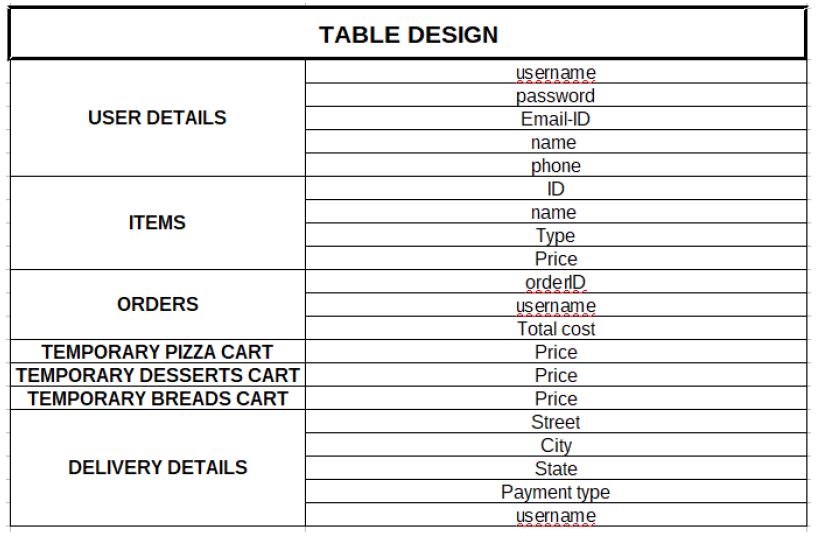 TABLE DESIGN
USER DETAILS
username
password
Email-ID
name
phone
ITEMS
ID
name
Type
Price
ORDERS
orderID
username
Total cost
TEMPORARY PIZZA CART
Price
TEMPORARY DESSERTS CART
Price
TEMPORARY BREADS CART
Price
DELIVERY DETAILS
Street
City
State
Payment type
username